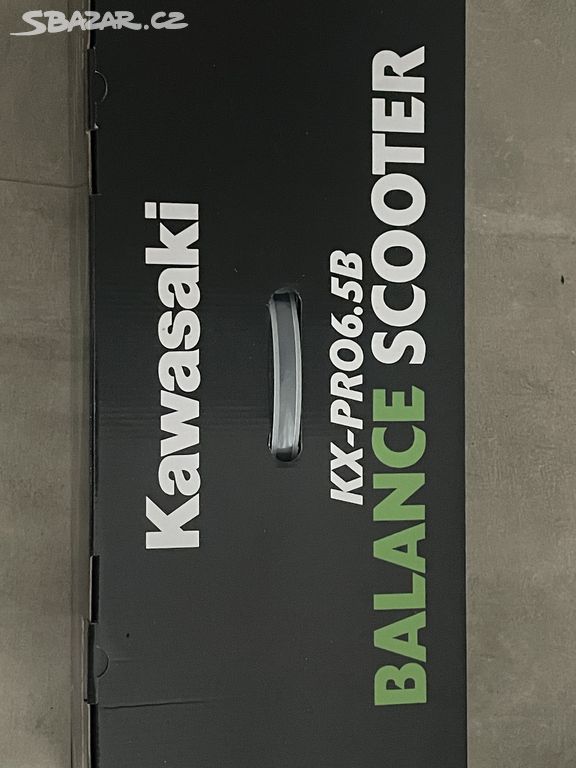 SBAZAR.CZ
Kawasaki
KX-PRO6.5B
BALANCE SCOOTER